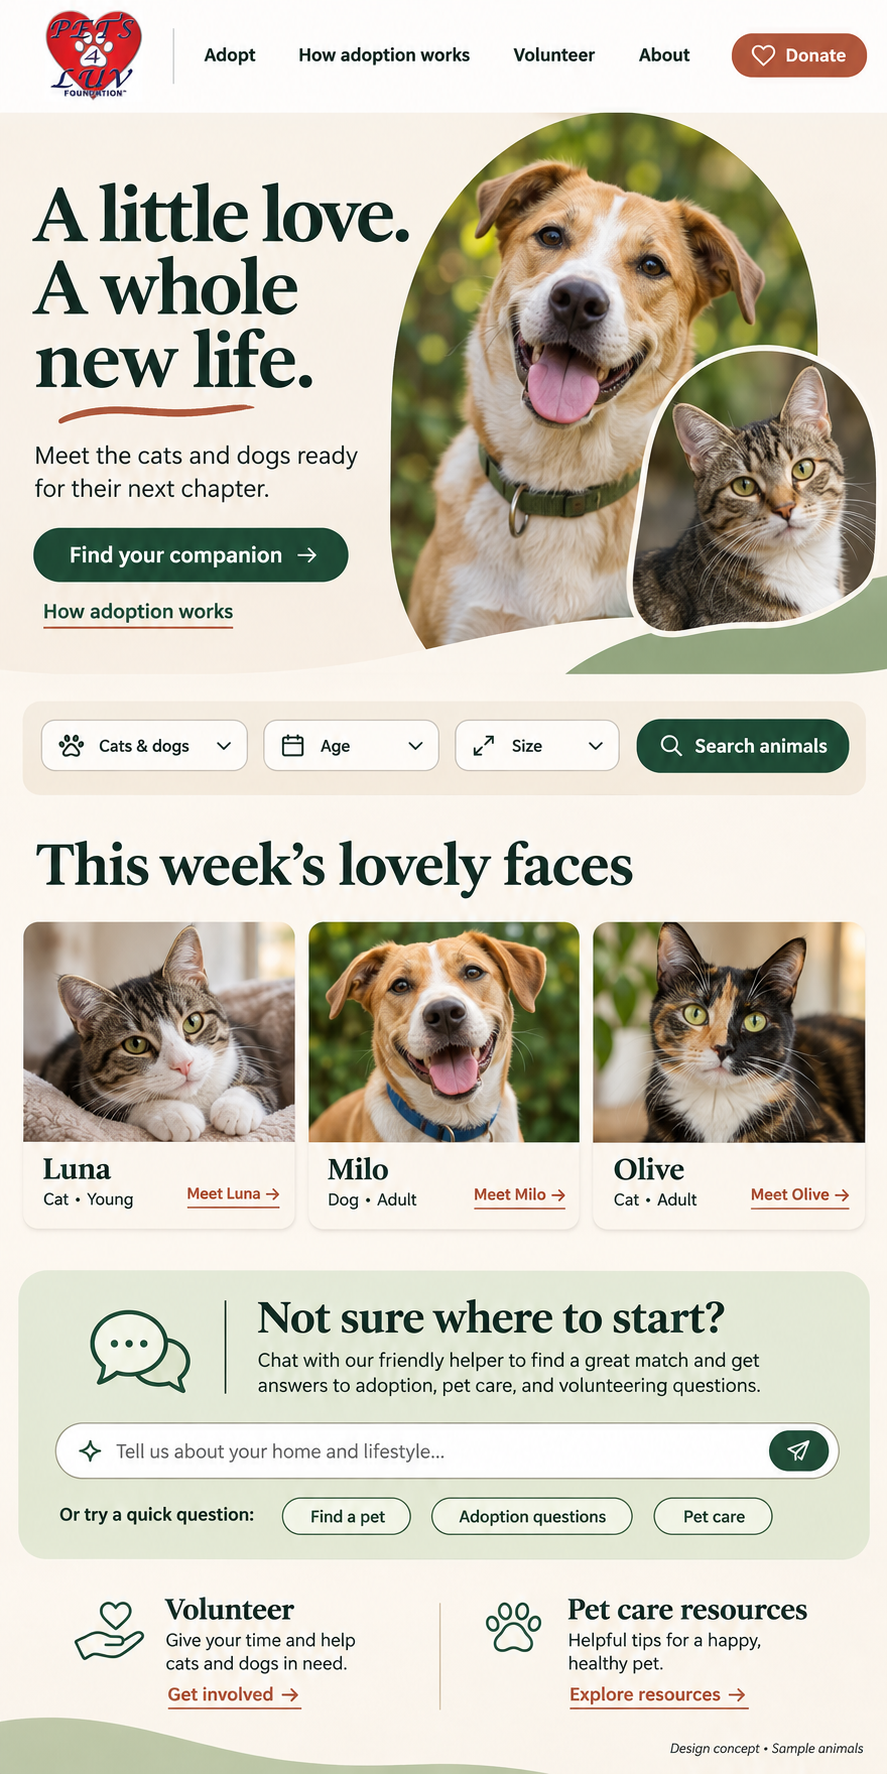 PETS
4
LUV
FOUNDATION™
Adopt
How adoption works
Volunteer
About
Donate
A little love.
A whole
new life.
Meet the cats and dogs ready
for their next chapter.
Find your companion →
How adoption works
Cats & dogs
Age
Size
Search animals
This week’s lovely faces
Luna
Cat • Young
Meet Luna →
Milo
Dog • Adult
Meet Milo →
Olive
Cat • Adult
Meet Olive →
Not sure where to start?
Chat with our friendly helper to find a great match and get
answers to adoption, pet care, and volunteering questions.
Tell us about your home and lifestyle...
Or try a quick question:
Find a pet
Adoption questions
Pet care
Volunteer
Give your time and help
cats and dogs in need.
Get involved →
Pet care resources
Helpful tips for a happy,
healthy pet.
Explore resources →
Design concept • Sample animals